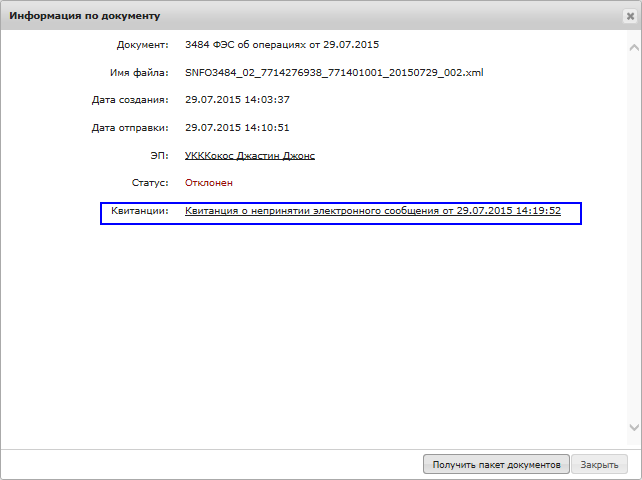 Информация по документу
Документ: 3484 ФЭС об операциях от 29.07.2015
Имя файла: SNFO3484_02_7714276938_771401001_20150729_002.xml
Дата создания: 29.07.2015 14:03:37
Дата отправки: 29.07.2015 14:10:51
ЭП: УКККокос Джастин Джонс
Статус: Отклонен
Квитанции: Квитанция о непринятии электронного сообщения от 29.07.2015 14:19:52
Получить пакет документов Закрыть